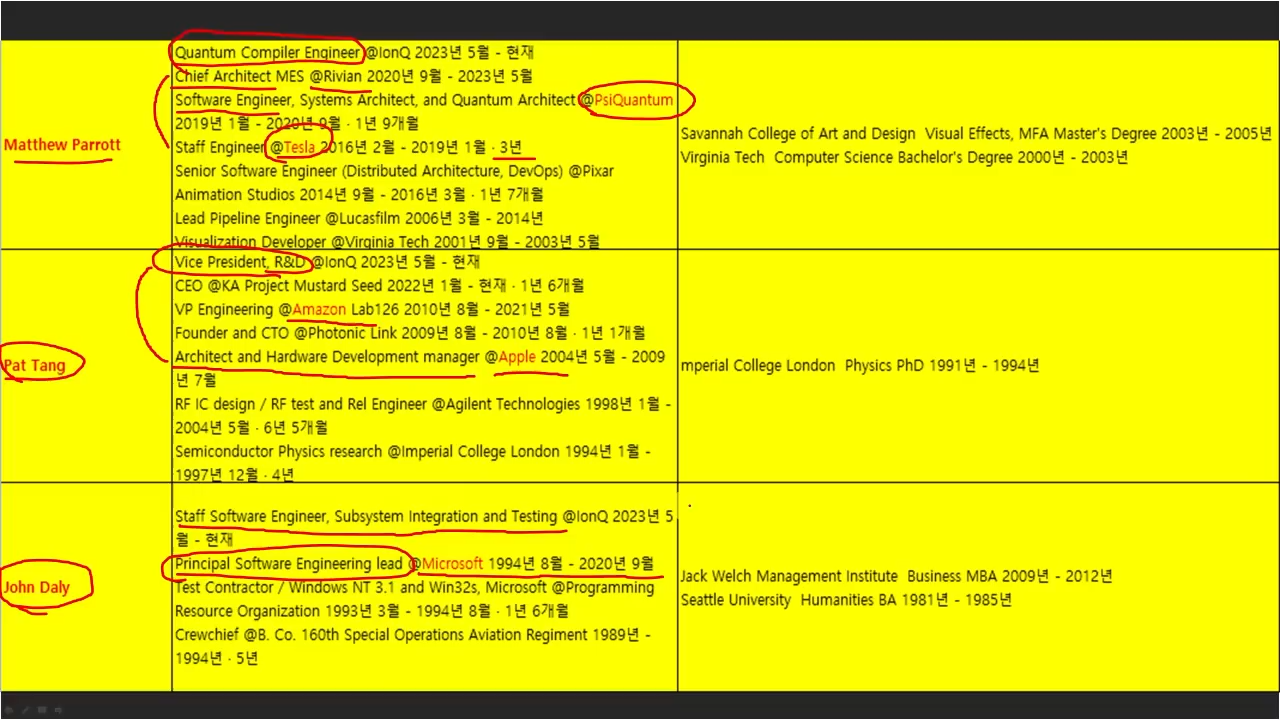 Matthew Parrott
Quantum Compiler Engineer @IonQ 2023년 5월 - 현재
Chief Architect MES @Rivian 2020년 9월 - 2023년 5월
Software Engineer, Systems Architect, and Quantum Architect @PsiQuantum
2019년 1월 - 2020년 9월 · 1년 9개월
Staff Engineer @Tesla 2016년 2월 - 2019년 1월 · 3년
Senior Software Engineer (Distributed Architecture, DevOps) @Pixar
Animation Studios 2014년 9월 - 2016년 3월 · 1년 7개월
Lead Pipeline Engineer @Lucasfilm 2006년 3월 - 2014년
Visualization Developer @Virginia Tech 2001년 9월 - 2003년 5월
Savannah College of Art and Design Visual Effects, MFA Master's Degree 2003년 - 2005년
Virginia Tech Computer Science Bachelor's Degree 2000년 - 2003년
Pat Tang
Vice President, R&D @IonQ 2023년 5월 - 현재
CEO @KA Project Mustard Seed 2022년 1월 - 현재 · 1년 6개월
VP Engineering @Amazon Lab126 2010년 8월 - 2021년 5월
Founder and CTO @Photonic Link 2009년 8월 - 2010년 8월 · 1년 1개월
Architect and Hardware Development manager @Apple 2004년 5월 - 2009
년 7월
RF IC design / RF test and Rel Engineer @Agilent Technologies 1998년 1월 -
2004년 5월 · 6년 5개월
Semiconductor Physics research @Imperial College London 1994년 1월 -
1997년 12월 · 4년
mperial College London Physics PhD 1991년 - 1994년
John Daly
Staff Software Engineer, Subsystem Integration and Testing @IonQ 2023년 5
월 - 현재
Principal Software Engineering lead @Microsoft 1994년 8월 - 2020년 9월
Test Contractor / Windows NT 3.1 and Win32s, Microsoft @Programming
Resource Organization 1993년 3월 - 1994년 8월 · 1년 6개월
Crewchief @B. Co. 160th Special Operations Aviation Regiment 1989년 -
1994년 · 5년
Jack Welch Management Institute Business MBA 2009년 - 2012년
Seattle University Humanities BA 1981년 - 1985년